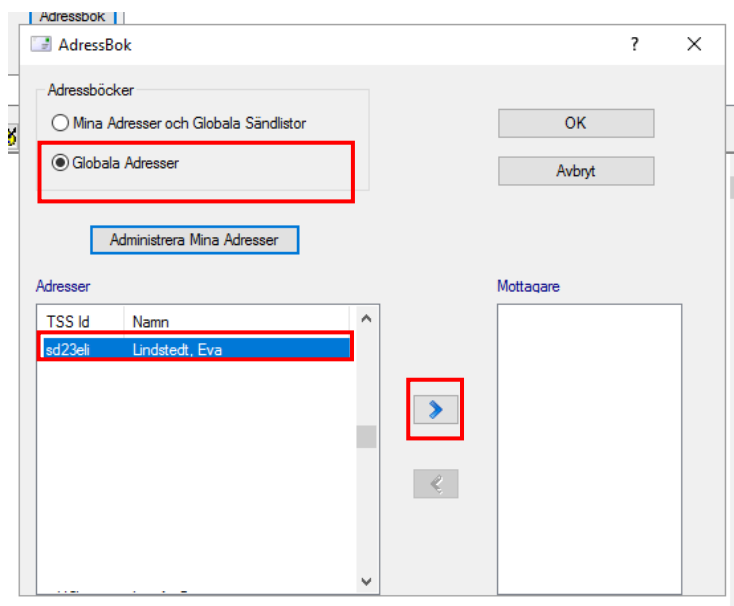 Adressbok
AdressBok
?
Adressböcker
Mina Adresser och Globala Sändlistor
OK
Globala Adresser
Avbryt
Administrera Mina Adresser
Adresser
Mottagare
TSS Id Namn
sd23eli Lindstedt, Eva